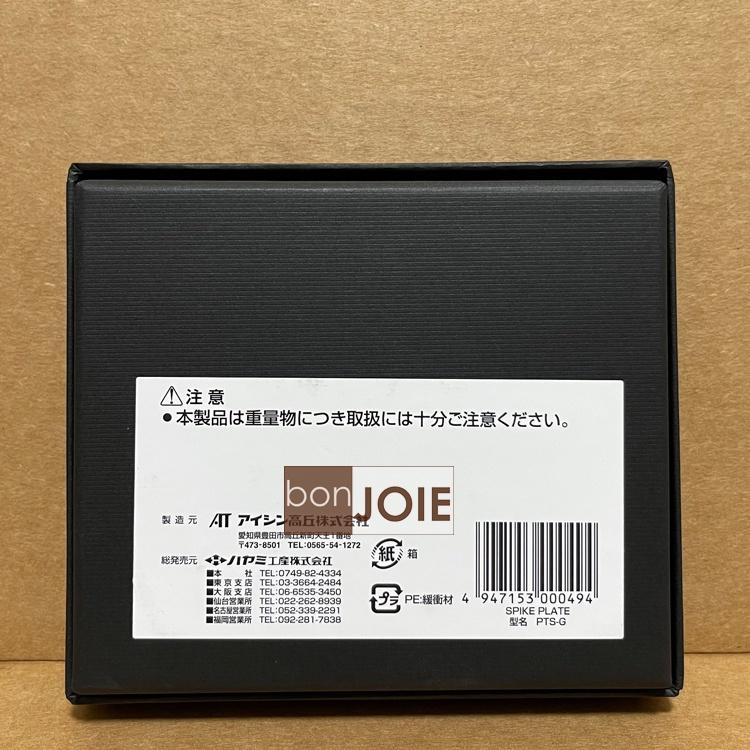 ⚠注意
●本製品は重量物につき取扱には十分ご注意ください。
bon JOIE
製造元 アイシン高丘株式会社
愛知県豊田市高丘新町天王1番地
〒473-8501 TEL:0565-54-1272
総発売元 ハヤミ工産株式会社
■本社 TEL:0749-82-4334
■東京支店 TEL:03-3664-2484
■大阪支店 TEL:06-6535-3450
■仙台営業所 TEL:022-262-8939
■名古屋営業所 TEL:052-339-2291
■福岡営業所 TEL:092-281-7838
紙 箱
プラ PE:緩衝材
4 947153 000494
SPIKE PLATE
型名 PTS-G